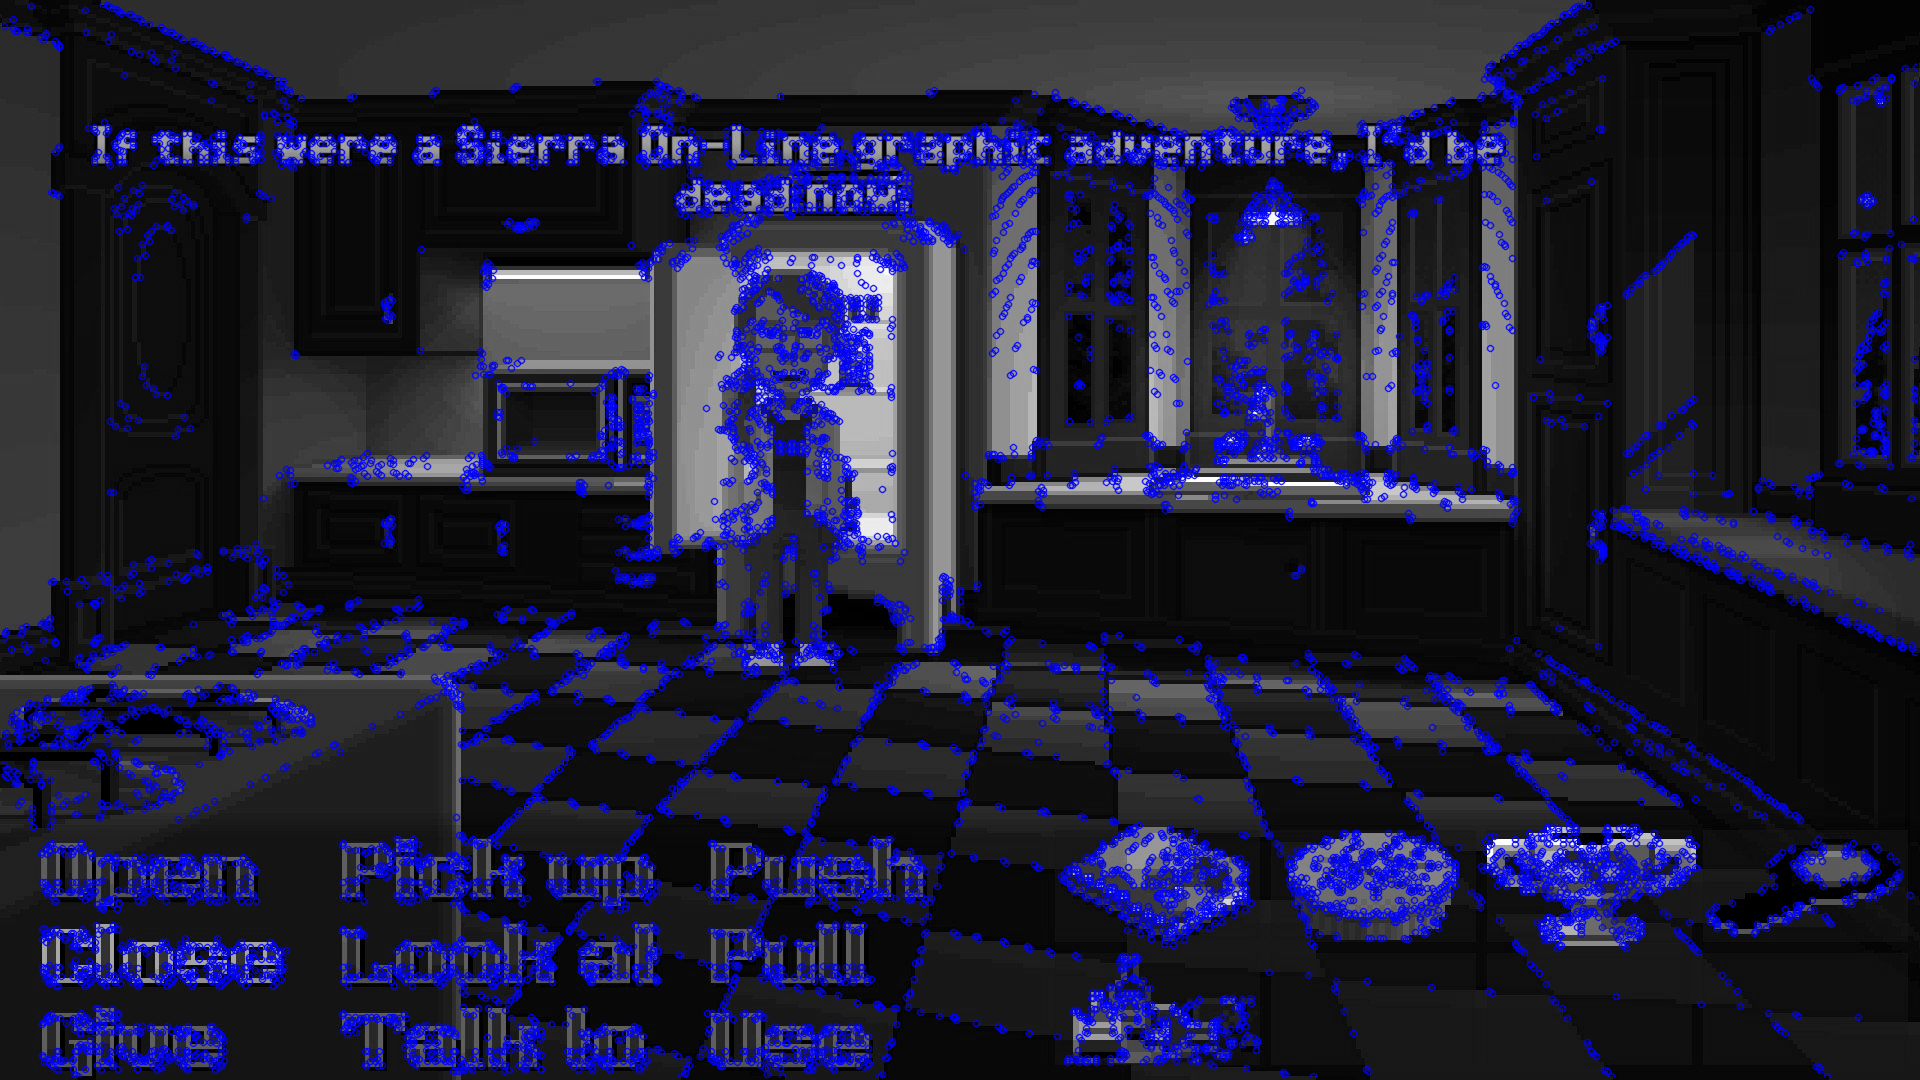 If this were a Sierra On-Line graphic adventure, I'd be
dead now.
Open Pick up Push
Close Look at Pull
Give Talk to Use